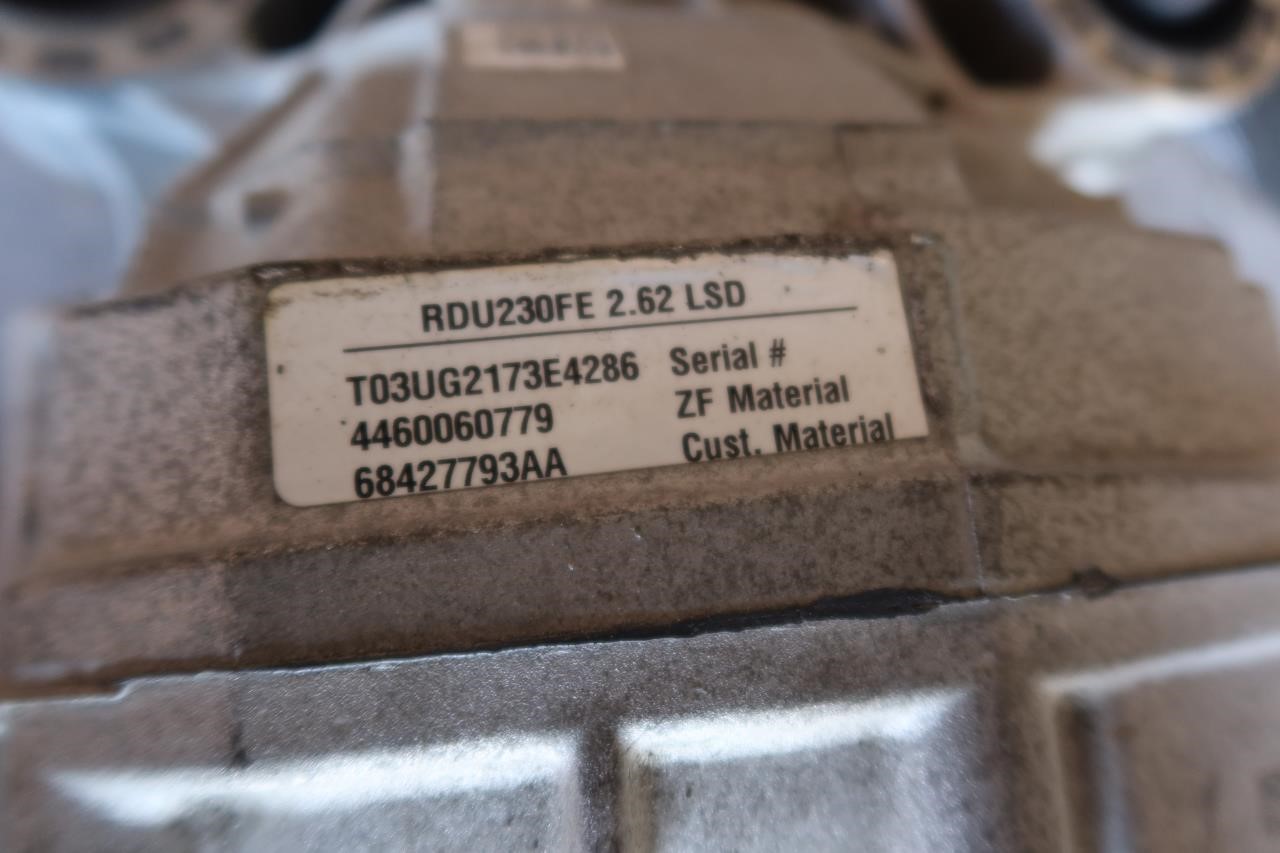 RDU230FE 2.62 LSD
T03UG2173E4286 Serial #
4460060779 ZF Material
68427793AA Cust. Material